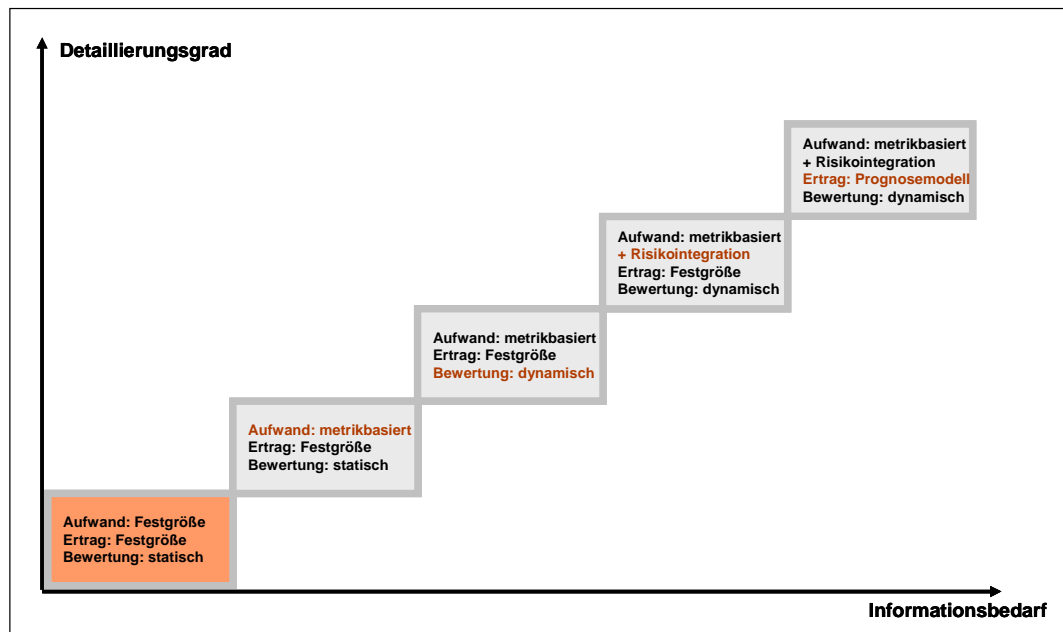 Detaillierungsgrad
Aufwand: metrikbasiert
+ Risikointegration
Ertrag: Prognosemodell
Bewertung: dynamisch
Aufwand: metrikbasiert
+ Risikointegration
Ertrag: Festgröße
Bewertung: dynamisch
Aufwand: metrikbasiert
Ertrag: Festgröße
Bewertung: dynamisch
Aufwand: metrikbasiert
Ertrag: Festgröße
Bewertung: statisch
Aufwand: Festgröße
Ertrag: Festgröße
Bewertung: statisch
Informationsbedarf